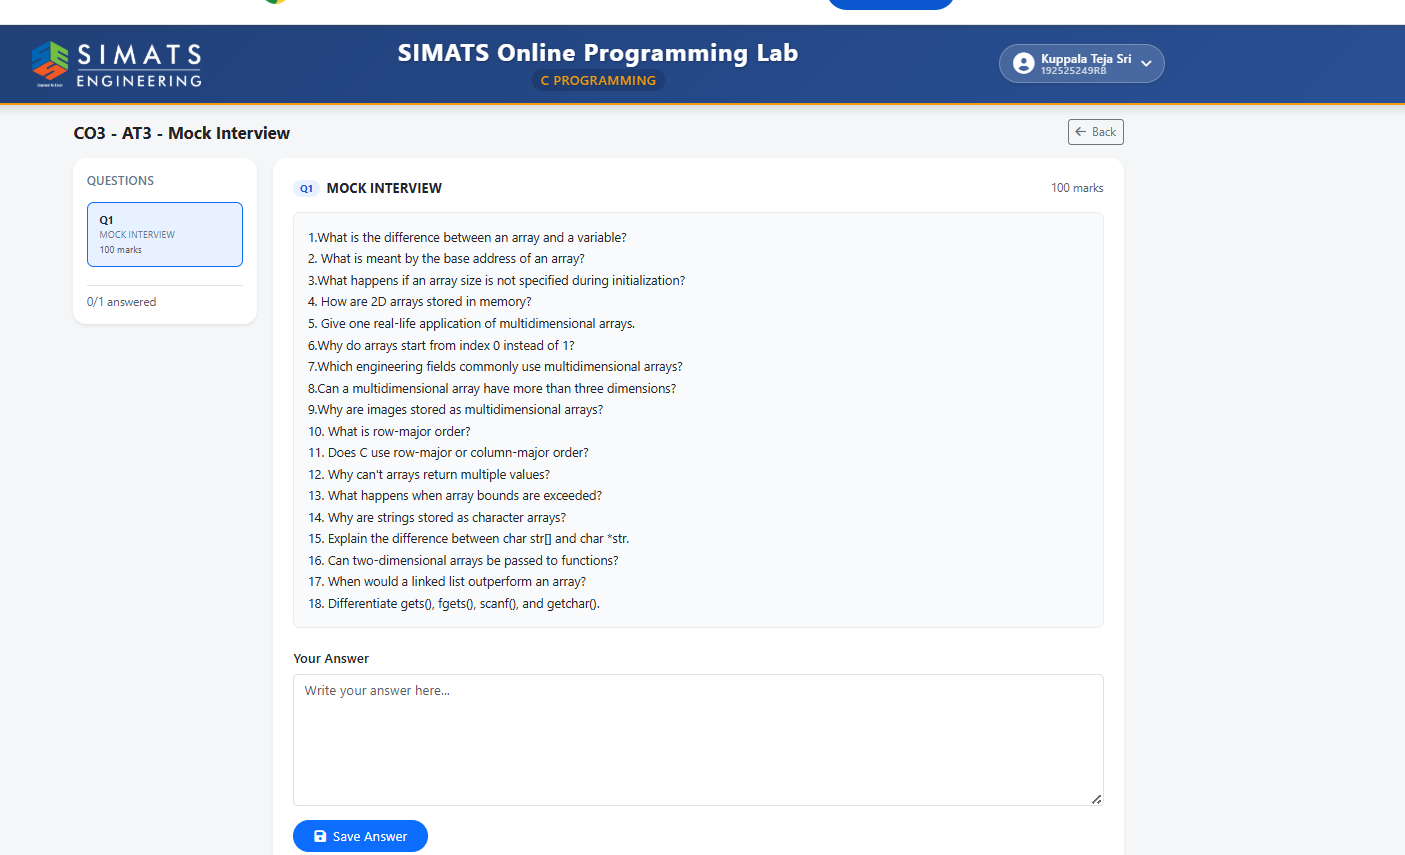 SIMATS
ENGINEERING
SIMATS Online Programming Lab
C PROGRAMMING
Kuppala Teja Sri
192525249RB
CO3 - AT3 - Mock Interview
Back
QUESTIONS
Q1
MOCK INTERVIEW
100 marks
0/1 answered
Q1 MOCK INTERVIEW
100 marks
1.What is the difference between an array and a variable?
2. What is meant by the base address of an array?
3.What happens if an array size is not specified during initialization?
4. How are 2D arrays stored in memory?
5. Give one real-life application of multidimensional arrays.
6.Why do arrays start from index 0 instead of 1?
7.Which engineering fields commonly use multidimensional arrays?
8.Can a multidimensional array have more than three dimensions?
9.Why are images stored as multidimensional arrays?
10. What is row-major order?
11. Does C use row-major or column-major order?
12. Why can't arrays return multiple values?
13. What happens when array bounds are exceeded?
14. Why are strings stored as character arrays?
15. Explain the difference between char str[] and char *str.
16. Can two-dimensional arrays be passed to functions?
17. When would a linked list outperform an array?
18. Differentiate gets(), fgets(), scanf(), and getchar().
Your Answer
Write your answer here...
Save Answer